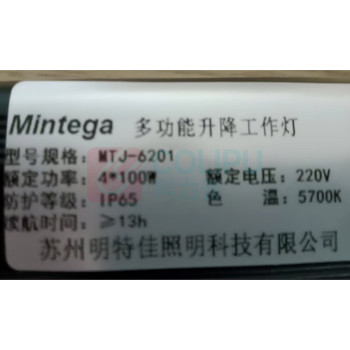 Mintega 多功能升降工作灯
型号规格: MTJ-6201
额定功率: 4*100W 额定电压: 220V
防护等级: IP65 色 温: 5700K
续航时间: ≥13h
苏州明特佳照明科技有限公司